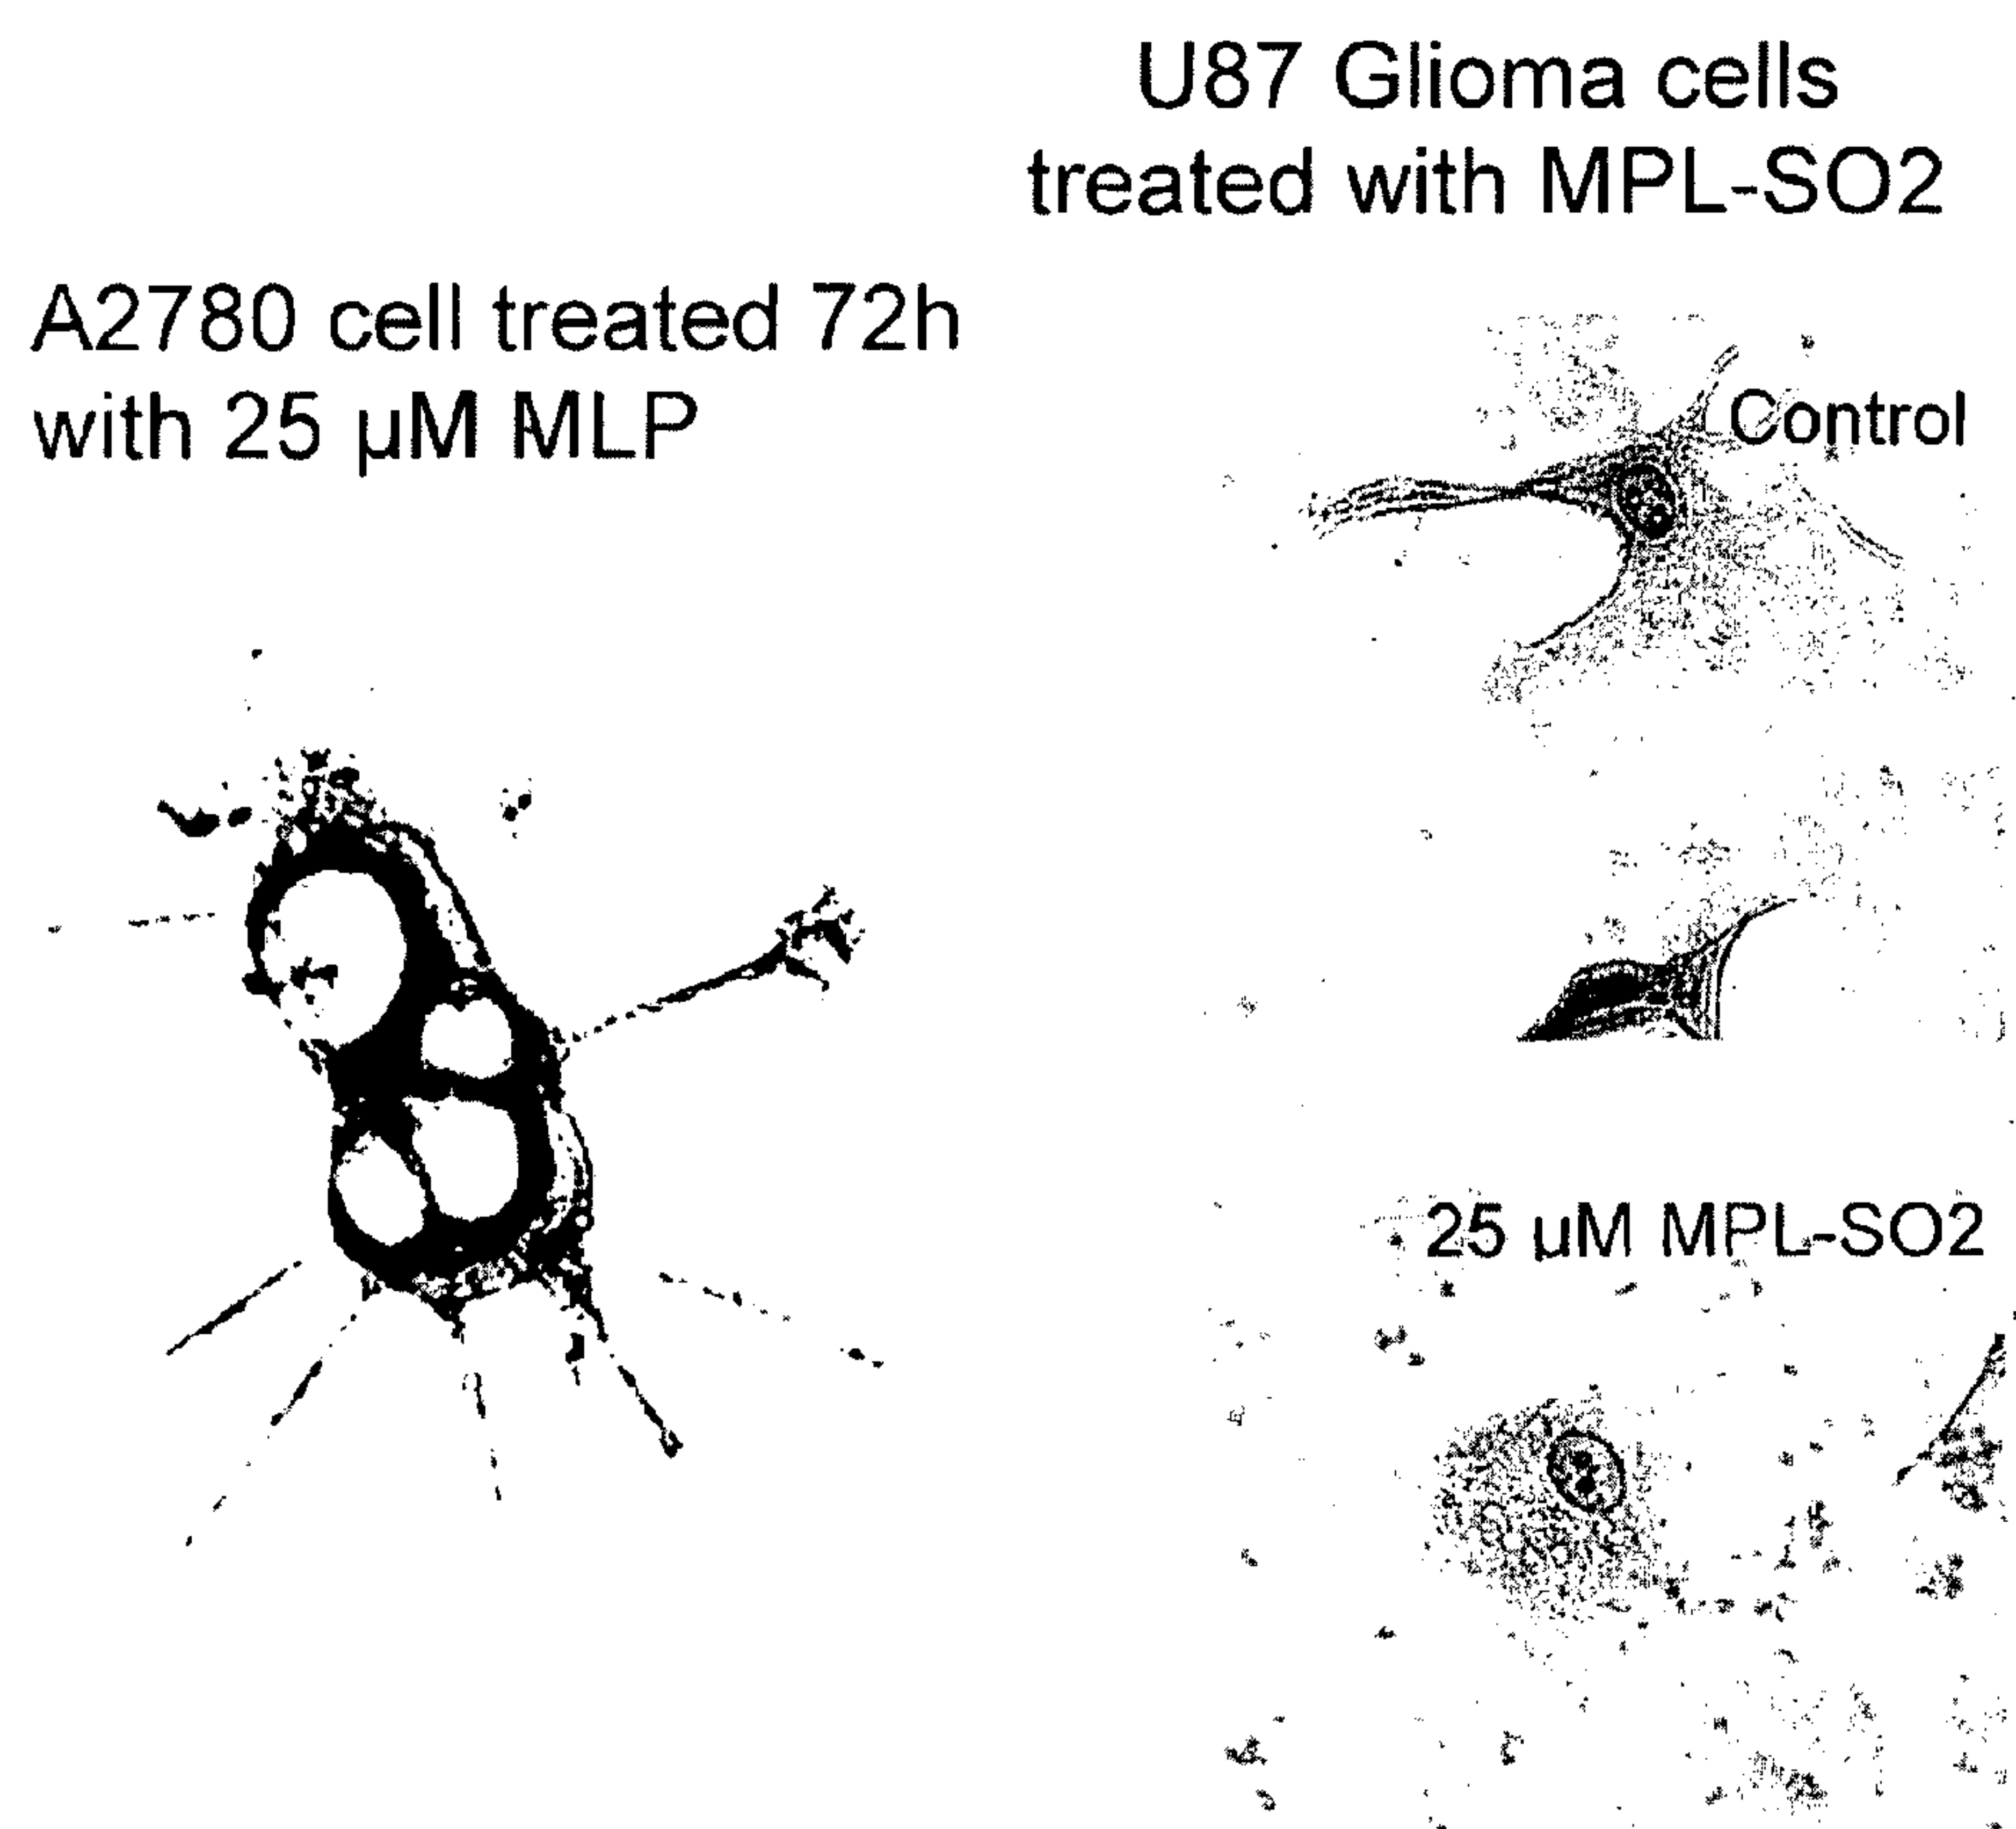 U87 Glioma cells
treated with MPL-SO2
A2780 cell treated 72h
with 25 µM MLP
Control
25 µM MPL-SO2